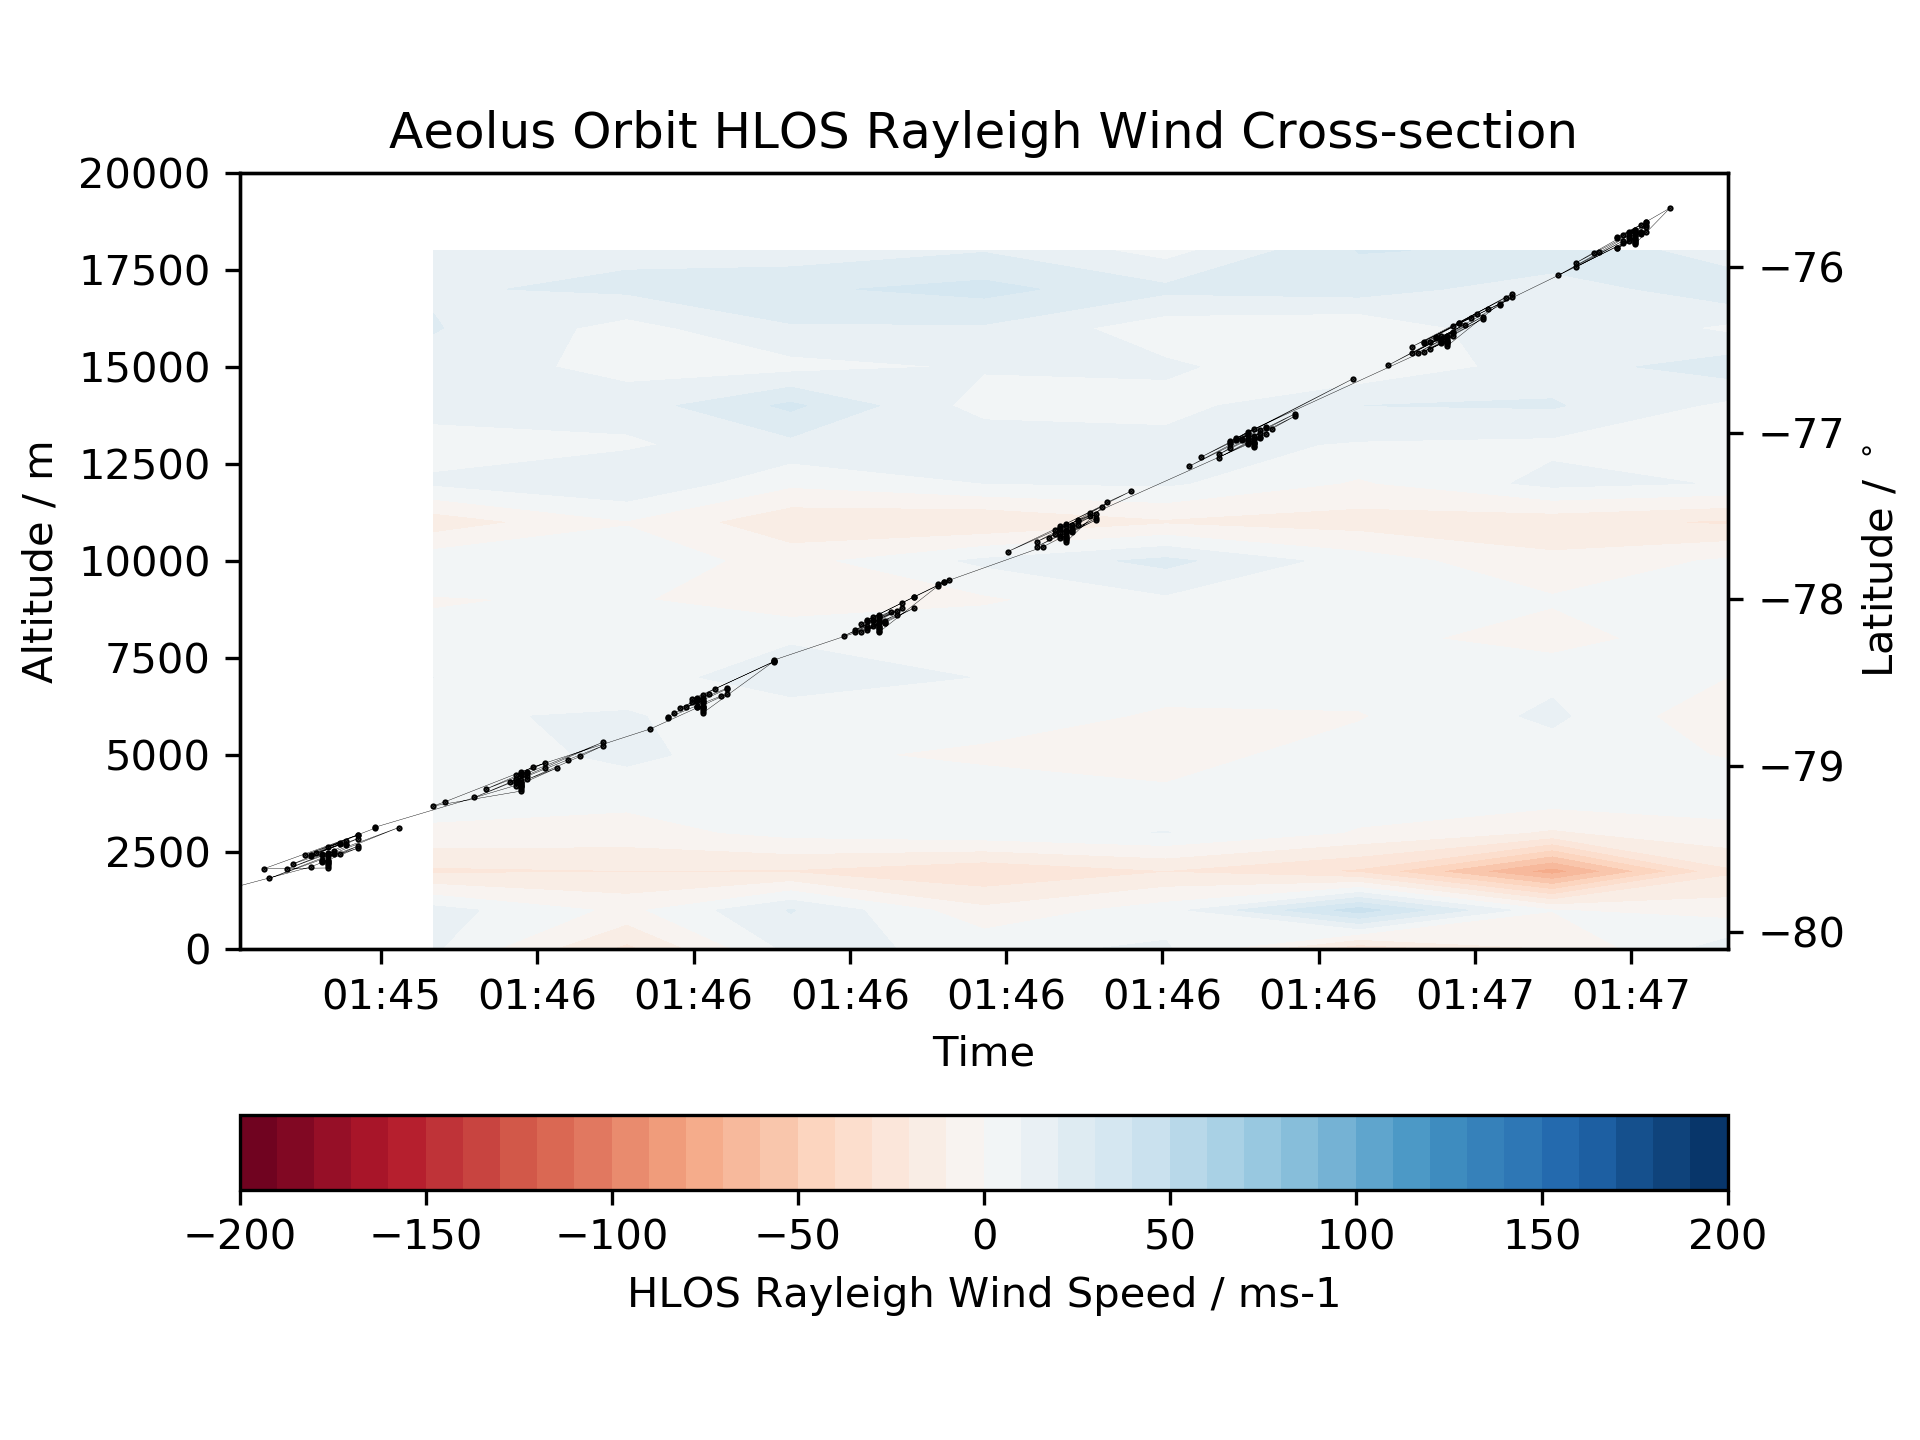 Aeolus Orbit HLOS Rayleigh Wind Cross-section
20000
17500
15000
12500
10000
7500
5000
2500
0
Altitude / m
−76
−77
−78
−79
−80
Latitude / °
01:45 01:46 01:46 01:46 01:46 01:46 01:46 01:47 01:47
Time
−200 −150 −100 −50 0 50 100 150 200
HLOS Rayleigh Wind Speed / ms-1